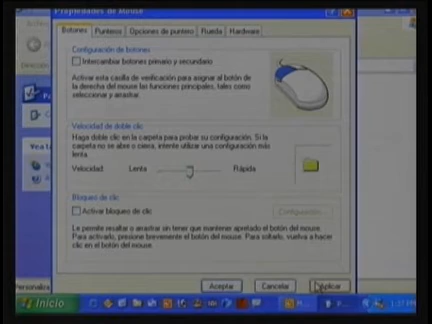 Propiedades de Mouse
Botones
Punteros
Opciones de puntero
Rueda
Hardware
Configuración de botones
Intercambiar botones primario y secundario
Activar esta casilla de verificación para asignar al botón de
la derecha del mouse las funciones principales, tales como
seleccionar y arrastrar.
Velocidad de doble clic
Haga doble clic en la carpeta para probar su configuración. Si la
carpeta no se abre o cierra, intente utilizar una configuración más
lenta.
Velocidad
Lenta
Rápida
Bloqueo de clic
Activar bloqueo de clic
Configuración...
Le permite resaltar o arrastrar sin tener que mantener apretado el botón del mouse.
Para activarlo, presione brevemente el botón del mouse. Para soltarlo, vuelva a hacer
clic en el botón del mouse.
Aceptar
Cancelar
Aplicar
Inicio
1:37 PM